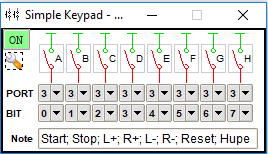 Simple Keypad - ...
ON
A B C D E F G H
PORT 3 3 3 3 3 3 3 3
BIT 0 1 2 3 4 5 6 7
Note Start; Stop; L+; R+; L-; R-; Reset; Hupe